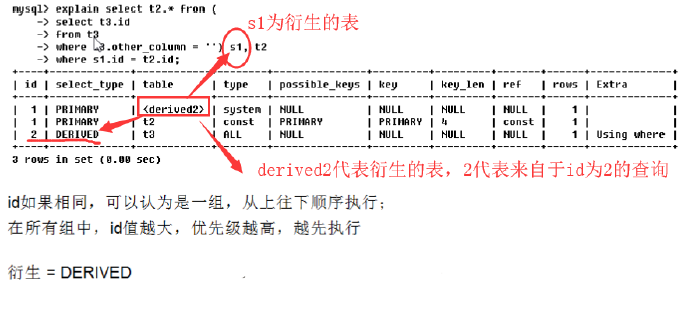 mysql> explain select t2.* from (
-> select t3.id
-> from t3
-> where t3.other_column = '') s1, t2
-> where s1.id = t2.id;
s1为衍生的表
| id | select_type | table | type | possible_keys | key | key_len | ref | rows | Extra |
| 1 | PRIMARY | <derived2> | system | NULL | NULL | NULL | NULL | 1 | |
| 1 | PRIMARY | t2 | const | PRIMARY | PRIMARY | 4 | const | 1 | |
| 2 | DERIVED | t3 | ALL | NULL | NULL | NULL | NULL | 1 | Using where |
3 rows in set (0.00 sec)
derived2代表衍生的表，2代表来自于id为2的查询
id如果相同，可以认为是一组，从上往下顺序执行；
在所有组中，id值越大，优先级越高，越先执行
衍生 = DERIVED